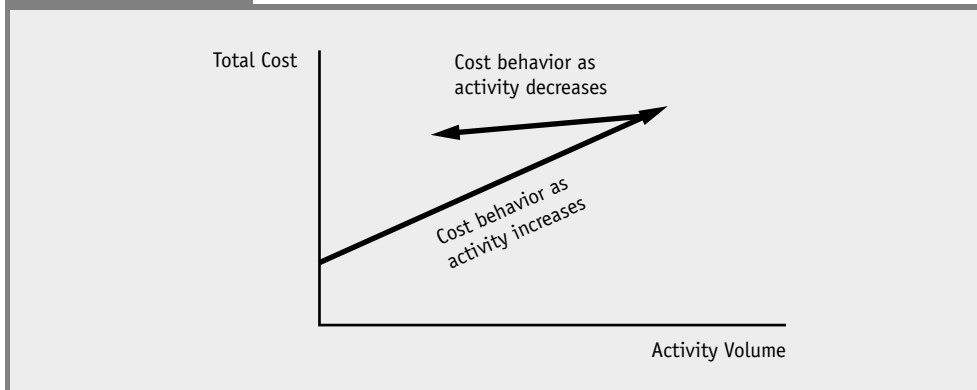 Total Cost
Cost behavior as
activity decreases
Cost behavior as
activity increases
Activity Volume